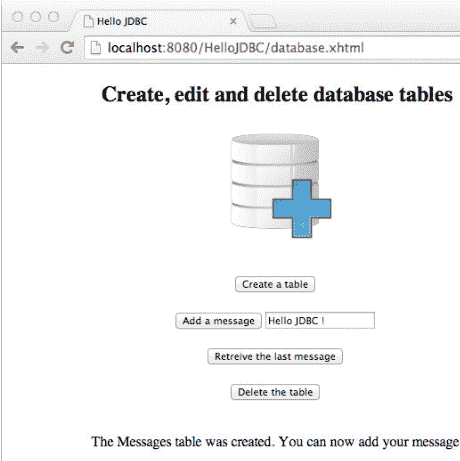 Hello JDBC
localhost:8080/HelloJDBC/database.xhtml
Create, edit and delete database tables
Create a table
Add a message Hello JDBC !
Retreive the last message
Delete the table
The Messages table was created. You can now add your message